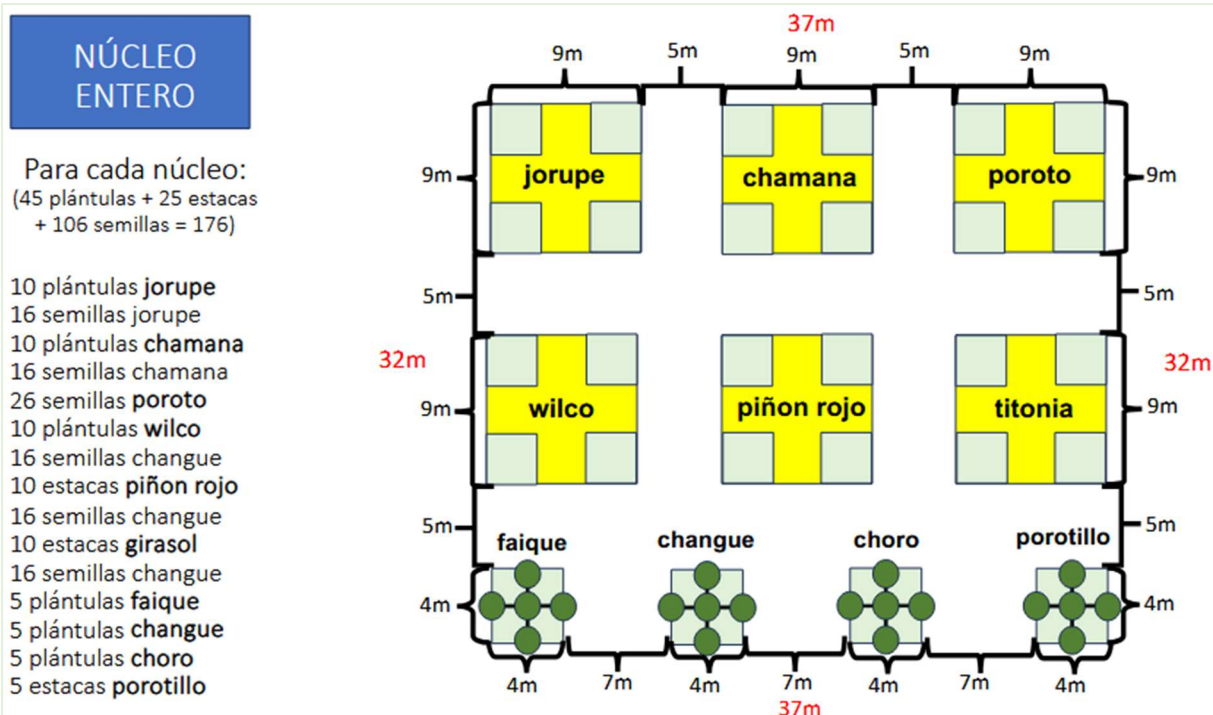 NÚCLEO
ENTERO
Para cada núcleo:
(45 plántulas + 25 estacas
+ 106 semillas = 176)
10 plántulas jorupe
16 semillas jorupe
10 plántulas chamana
16 semillas chamana
26 semillas poroto
10 plántulas wilco
16 semillas changue
10 estacas piñon rojo
16 semillas changue
10 estacas girasol
16 semillas changue
5 plántulas faique
5 plántulas changue
5 plántulas choro
5 estacas porotillo
37m
9m 5m 9m 5m 9m
9m jorupe chamana poroto 9m
5m 5m
32m 32m
9m wilco piñon rojo titonia 9m
5m 5m
faique changue choro porotillo
4m 4m
4m 7m 4m 7m 4m 7m 4m
37m